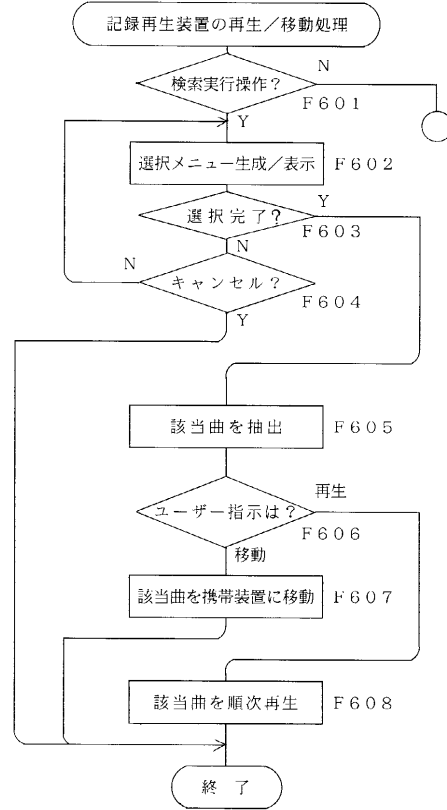 記録再生装置の再生／移動処理
検索実行操作？
N
F601
Y
選択メニュー生成／表示
F602
選択完了？
Y
F603
N
キャンセル？
N
F604
Y
該当曲を抽出
F605
ユーザー指示は？
再生
F606
移動
該当曲を携帯装置に移動
F607
該当曲を順次再生
F608
終了